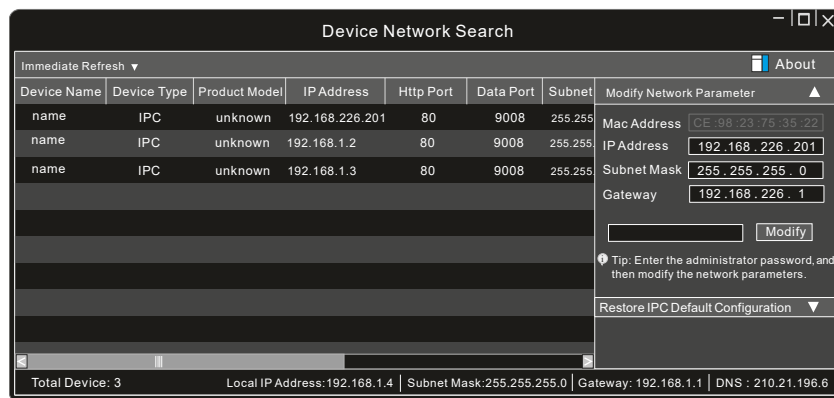 Device Network Search
Immediate Refresh ▼
About
Device Name Device Type Product Model IP Address Http Port Data Port Subnet
name IPC unknown 192.168.226.201 80 9008 255.255
name IPC unknown 192.168.1.2 80 9008 255.255.
name IPC unknown 192.168.1.3 80 9008 255.255.
Modify Network Parameter ▲
Mac Address CE:98:23:75:35:22
IP Address 192.168.226.201
Subnet Mask 255.255.255.0
Gateway 192.168.226.1
Modify
Tip: Enter the administrator password, and
then modify the network parameters.
Restore IPC Default Configuration ▼
Total Device: 3 Local IP Address:192.168.1.4 Subnet Mask:255.255.255.0 Gateway: 192.168.1.1 DNS : 210.21.196.6